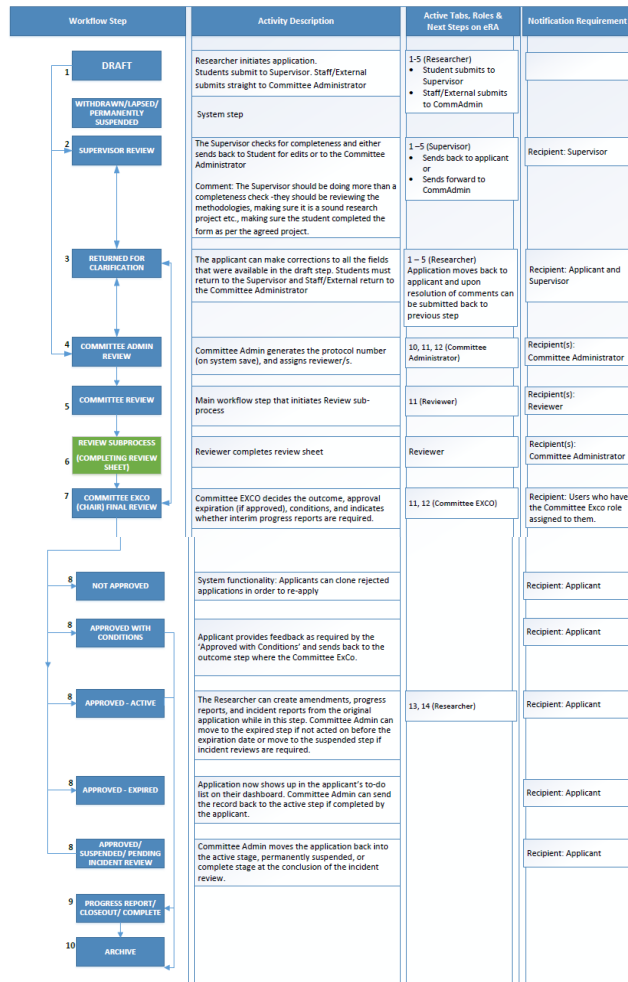 Workflow Step
Activity Description
Active Tabs, Roles &
Next Steps on eRA
Notification Requirement
1
DRAFT
Researcher initiates application.
Students submit to Supervisor. Staff/External
submits straight to Committee Administrator
1-5 (Researcher)
• Student submits to
Supervisor
• Staff/External submits
to CommAdmin
WITHDRAWN/LAPSED/
PERMANENTLY
SUSPENDED
System step
2
SUPERVISOR REVIEW
The Supervisor checks for completeness and either
sends back to Student for edits or to the Committee
Administrator
Comment: The Supervisor should be doing more than a
completeness check -they should be reviewing the
methodologies, making sure it is a sound research
project etc., making sure the student completed the
form as per the agreed project.
1 –5 (Supervisor)
• Sends back to applicant
or
• Sends forward to
CommAdmin
Recipient: Supervisor
3
RETURNED FOR
CLARIFICATION
The applicant can make corrections to all the fields
that were available in the draft step. Students must
return to the Supervisor and Staff/External return to
the Committee Administrator
1 – 5 (Researcher)
Application moves back to
applicant and upon
resolution of comments can
be submitted back to
previous step
Recipient: Applicant and
Supervisor
4
COMMITTEE ADMIN
REVIEW
Committee Admin generates the protocol number
(on system save), and assigns reviewer/s.
10, 11, 12 (Committee
Administrator)
Recipient(s):
Committee Administrator
5
COMMITTEE REVIEW
Main workflow step that initiates Review sub-
process
11 (Reviewer)
Recipient(s):
Reviewer
6
REVIEW SUBPROCESS
(COMPLETING REVIEW
SHEET)
Reviewer completes review sheet
Reviewer
Recipient(s):
Committee Administrator
7
COMMITTEE EXCO
(CHAIR) FINAL REVIEW
Committee EXCO decides the outcome, approval
expiration (if approved), conditions, and indicates
whether interim progress reports are required.
11, 12 (Committee EXCO)
Recipient: Users who have
the Committee Exco role
assigned to them.
8
NOT APPROVED
System functionality: Applicants can clone rejected
applications in order to re-apply
Recipient: Applicant
8
APPROVED WITH
CONDITIONS
Applicant provides feedback as required by the
'Approved with Conditions' and sends back to the
outcome step where the Committee ExCo.
Recipient: Applicant
8
APPROVED - ACTIVE
The Researcher can create amendments, progress
reports, and incident reports from the original
application while in this step. Committee Admin can
move to the expired step if not acted on before the
expiration date or move to the suspended step if
incident reviews are required.
13, 14 (Researcher)
Recipient: Applicant
8
APPROVED - EXPIRED
Application now shows up in the applicant's to-do
list on their dashboard. Committee Admin can send
the record back to the active step if completed by
the applicant.
Recipient: Applicant
8
APPROVED/
SUSPENDED/ PENDING
INCIDENT REVIEW
Committee Admin moves the application back into
the active stage, permanently suspended, or
complete stage at the conclusion of the incident
review.
Recipient: Applicant
9
PROGRESS REPORT/
CLOSEOUT/ COMPLETE
10
ARCHIVE